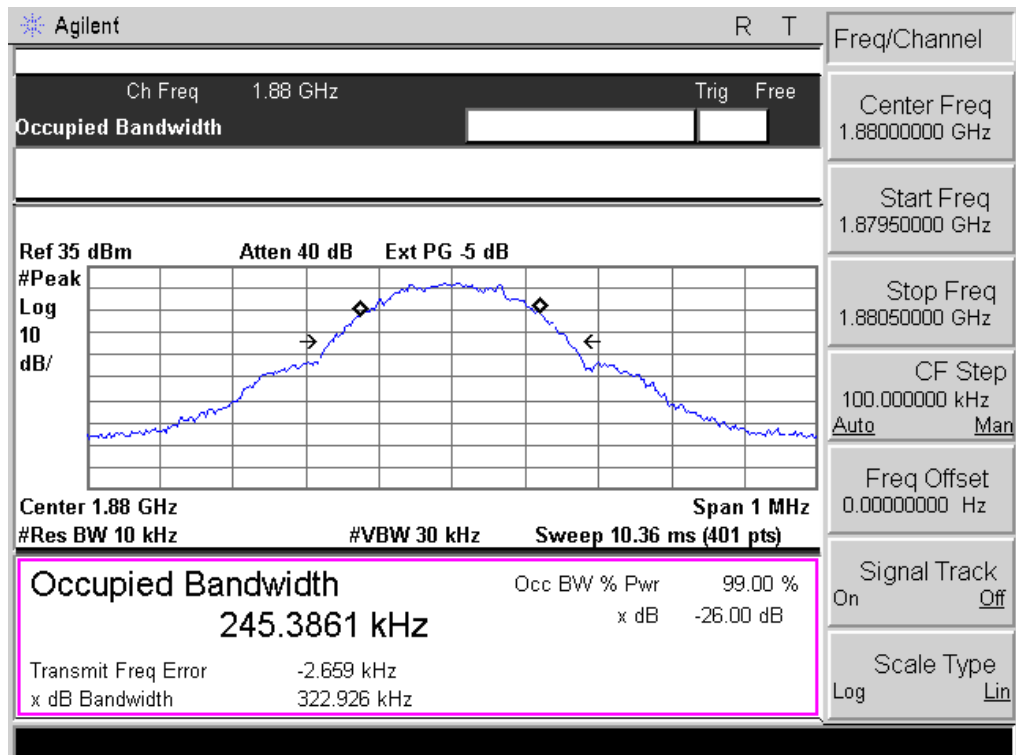 Agilent R T
Ch Freq 1.88 GHz Trig Free
Occupied Bandwidth
Ref 35 dBm Atten 40 dB Ext PG -5 dB
#Peak
Log
10
dB/
Center 1.88 GHz Span 1 MHz
#Res BW 10 kHz #VBW 30 kHz Sweep 10.36 ms (401 pts)
Occupied Bandwidth Occ BW % Pwr 99.00 %
245.3861 kHz x dB -26.00 dB
Transmit Freq Error -2.659 kHz
x dB Bandwidth 322.926 kHz
Freq/Channel
Center Freq
1.88000000 GHz
Start Freq
1.87950000 GHz
Stop Freq
1.88050000 GHz
CF Step
100.000000 kHz
Auto Man
Freq Offset
0.00000000 Hz
Signal Track
On Off
Scale Type
Log Lin